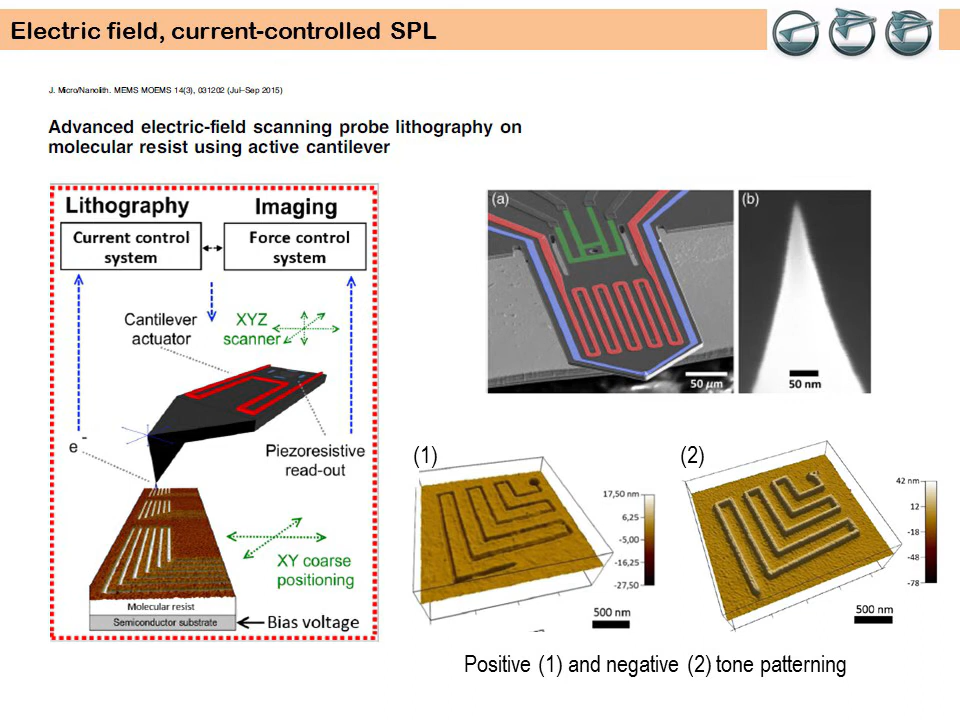 Electric field, current-controlled SPL
J. Micro/Nanolith. MEMS MOEMS 14(3), 031202 (Jul–Sep 2015)
Advanced electric-field scanning probe lithography on
molecular resist using active cantilever
Lithography
Imaging
Current control
system
Force control
system
Cantilever
actuator
XYZ
scanner
e-
Piezoresistive
read-out
XY coarse
positioning
Molecular resist
Semiconductor substrate
Bias voltage
(a)
50 µm
(b)
50 nm
(1)
17,50 nm
6,25
-5,00
-16,25
-27,50
500 nm
(2)
42 nm
12
-18
-48
-78
500 nm
Positive (1) and negative (2) tone patterning